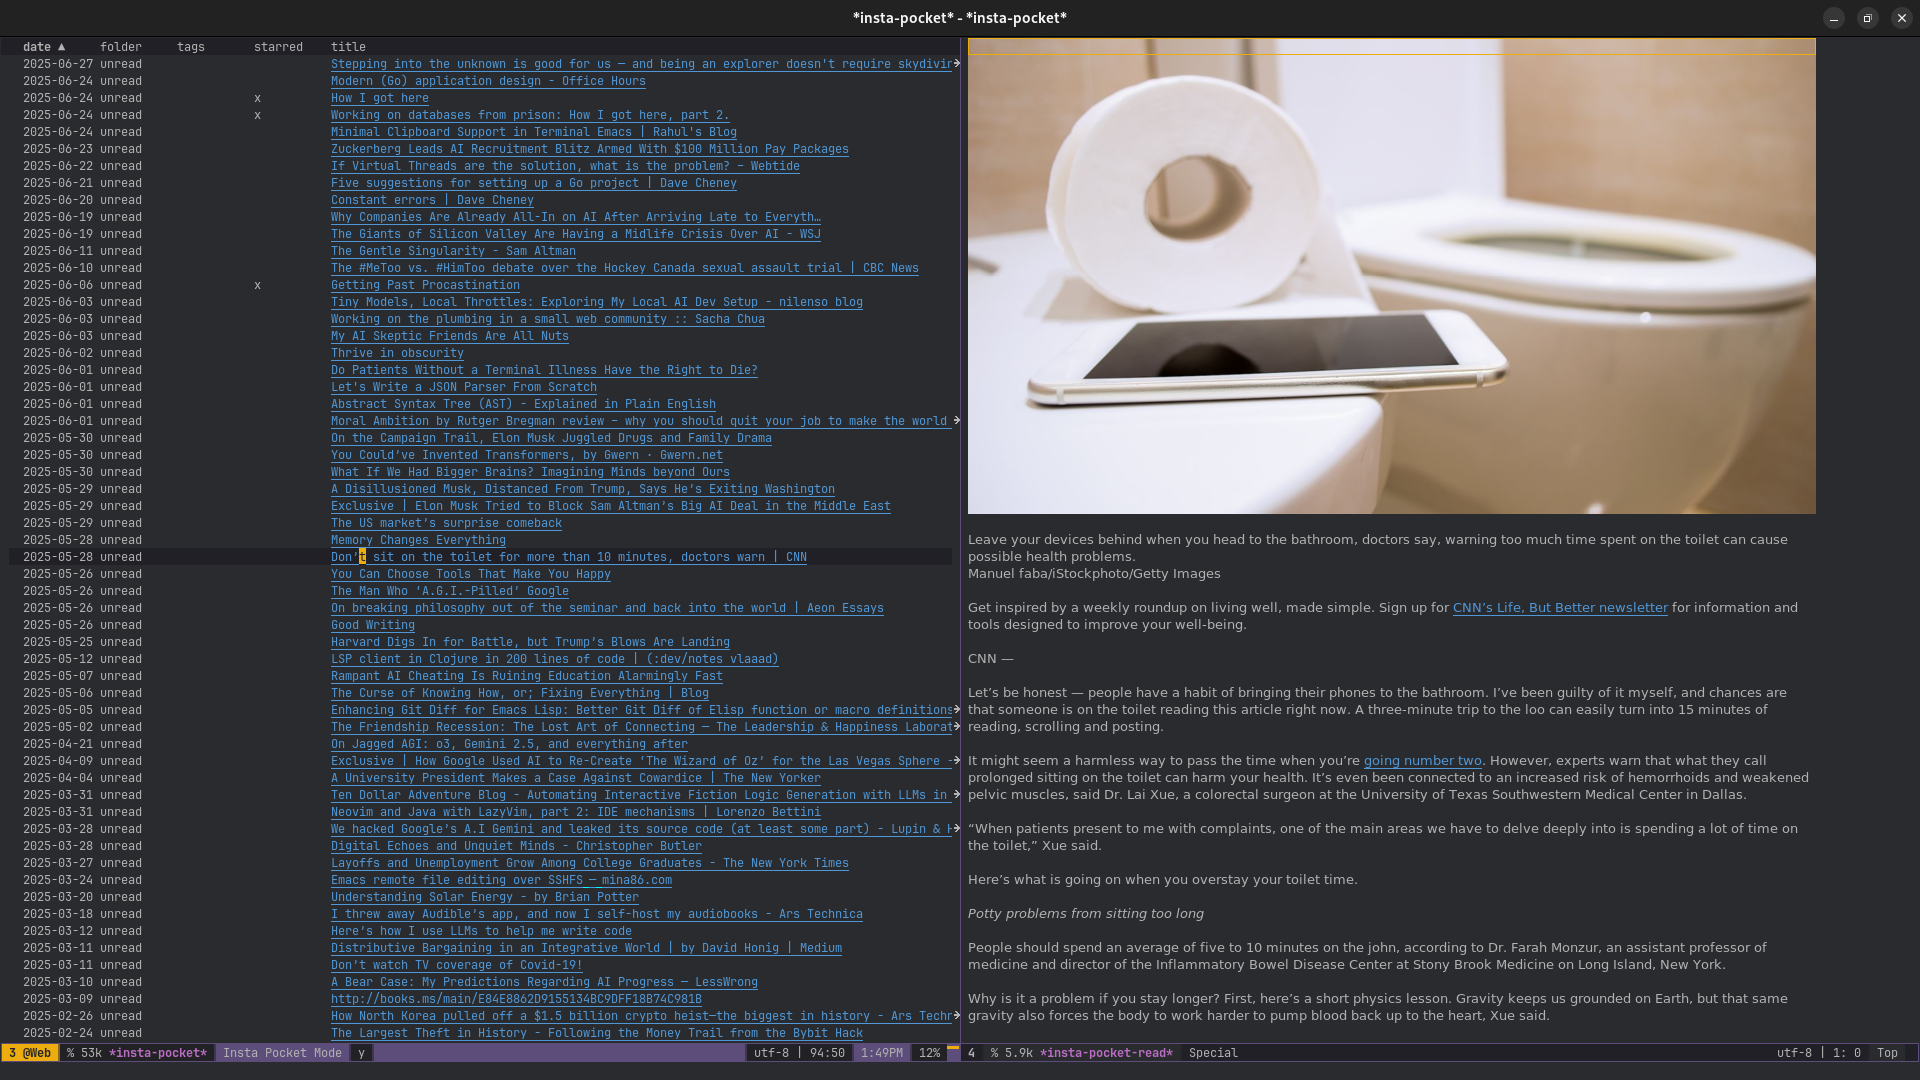 *insta-pocket* - *insta-pocket*
date ▲ folder tags starred title
2025-06-27 unread Stepping into the unknown is good for us — and being an explorer doesn't require skydivin
2025-06-24 unread Modern (Go) application design - Office Hours
2025-06-24 unread x How I got here
2025-06-24 unread x Working on databases from prison: How I got here, part 2.
2025-06-24 unread Minimal Clipboard Support in Terminal Emacs | Rahul's Blog
2025-06-23 unread Zuckerberg Leads AI Recruitment Blitz Armed With $100 Million Pay Packages
2025-06-22 unread If Virtual Threads are the solution, what is the problem? – Webtide
2025-06-21 unread Five suggestions for setting up a Go project | Dave Cheney
2025-06-20 unread Constant errors | Dave Cheney
2025-06-19 unread Why Companies Are Already All-In on AI After Arriving Late to Everyth…
2025-06-19 unread The Giants of Silicon Valley Are Having a Midlife Crisis Over AI - WSJ
2025-06-11 unread The Gentle Singularity - Sam Altman
2025-06-10 unread The #MeToo vs. #HimToo debate over the Hockey Canada sexual assault trial | CBC News
2025-06-06 unread x Getting Past Procastination
2025-06-03 unread Tiny Models, Local Throttles: Exploring My Local AI Dev Setup - nilenso blog
2025-06-03 unread Working on the plumbing in a small web community :: Sacha Chua
2025-06-03 unread My AI Skeptic Friends Are All Nuts
2025-06-02 unread Thrive in obscurity
2025-06-01 unread Do Patients Without a Terminal Illness Have the Right to Die?
2025-06-01 unread Let's Write a JSON Parser From Scratch
2025-06-01 unread Abstract Syntax Tree (AST) - Explained in Plain English
2025-06-01 unread Moral Ambition by Rutger Bregman review – why you should quit your job to make the world
2025-05-30 unread On the Campaign Trail, Elon Musk Juggled Drugs and Family Drama
2025-05-30 unread You Could've Invented Transformers, by Gwern · Gwern.net
2025-05-30 unread What If We Had Bigger Brains? Imagining Minds beyond Ours
2025-05-29 unread A Disillusioned Musk, Distanced From Trump, Says He's Exiting Washington
2025-05-29 unread Exclusive | Elon Musk Tried to Block Sam Altman's Big AI Deal in the Middle East
2025-05-29 unread The US market's surprise comeback
2025-05-28 unread Memory Changes Everything
2025-05-28 unread Don't sit on the toilet for more than 10 minutes, doctors warn | CNN
2025-05-26 unread You Can Choose Tools That Make You Happy
2025-05-26 unread The Man Who 'A.G.I.-Pilled' Google
2025-05-26 unread On breaking philosophy out of the seminar and back into the world | Aeon Essays
2025-05-26 unread Good Writing
2025-05-25 unread Harvard Digs In for Battle, but Trump's Blows Are Landing
2025-05-12 unread LSP client in Clojure in 200 lines of code | (:dev/notes vlaaad)
2025-05-07 unread Rampant AI Cheating Is Ruining Education Alarmingly Fast
2025-05-06 unread The Curse of Knowing How, or; Fixing Everything | Blog
2025-05-05 unread Enhancing Git Diff for Emacs Lisp: Better Git Diff of Elisp function or macro definitions
2025-05-02 unread The Friendship Recession: The Lost Art of Connecting — The Leadership & Happiness Laborat
2025-04-21 unread On Jagged AGI: o3, Gemini 2.5, and everything after
2025-04-09 unread Exclusive | How Google Used AI to Re-Create 'The Wizard of Oz' for the Las Vegas Sphere -
2025-04-04 unread A University President Makes a Case Against Cowardice | The New Yorker
2025-03-31 unread Ten Dollar Adventure Blog - Automating Interactive Fiction Logic Generation with LLMs in
2025-03-31 unread Neovim and Java with LazyVim, part 2: IDE mechanisms | Lorenzo Bettini
2025-03-28 unread We hacked Google's A.I Gemini and leaked its source code (at least some part) - Lupin & H
2025-03-28 unread Digital Echoes and Unquiet Minds - Christopher Butler
2025-03-27 unread Layoffs and Unemployment Grow Among College Graduates - The New York Times
2025-03-24 unread Emacs remote file editing over SSHFS — mina86.com
2025-03-20 unread Understanding Solar Energy - by Brian Potter
2025-03-18 unread I threw away Audible's app, and now I self-host my audiobooks - Ars Technica
2025-03-12 unread Here's how I use LLMs to help me write code
2025-03-11 unread Distributive Bargaining in an Integrative World | by David Honig | Medium
2025-03-11 unread Don't watch TV coverage of Covid-19!
2025-03-10 unread A Bear Case: My Predictions Regarding AI Progress — LessWrong
2025-03-09 unread http://books.ms/main/E84E8862D9155134BC9DFF18B74C981B
2025-02-26 unread How North Korea pulled off a $1.5 billion crypto heist—the biggest in history - Ars Techn
2025-02-24 unread The Largest Theft in History - Following the Money Trail from the Bybit Hack
3 @Web % 53k *insta-pocket* Insta Pocket Mode y utf-8 | 94:50 1:49PM 12%
Leave your devices behind when you head to the bathroom, doctors say, warning too much time spent on the toilet can cause
possible health problems.
Manuel faba/iStockphoto/Getty Images
Get inspired by a weekly roundup on living well, made simple. Sign up for CNN's Life, But Better newsletter for information and
tools designed to improve your well-being.
CNN —
Let's be honest — people have a habit of bringing their phones to the bathroom. I've been guilty of it myself, and chances are
that someone is on the toilet reading this article right now. A three-minute trip to the loo can easily turn into 15 minutes of
reading, scrolling and posting.
It might seem a harmless way to pass the time when you're going number two. However, experts warn that what they call
prolonged sitting on the toilet can harm your health. It's even been connected to an increased risk of hemorrhoids and weakened
pelvic muscles, said Dr. Lai Xue, a colorectal surgeon at the University of Texas Southwestern Medical Center in Dallas.
“When patients present to me with complaints, one of the main areas we have to delve deeply into is spending a lot of time on
the toilet,” Xue said.
Here's what is going on when you overstay your toilet time.
Potty problems from sitting too long
People should spend an average of five to 10 minutes on the john, according to Dr. Farah Monzur, an assistant professor of
medicine and director of the Inflammatory Bowel Disease Center at Stony Brook Medicine on Long Island, New York.
Why is it a problem if you stay longer? First, here's a short physics lesson. Gravity keeps us grounded on Earth, but that same
gravity also forces the body to work harder to pump blood back up to the heart, Xue said.
4 % 5.9k *insta-pocket-read* Special utf-8 | 1: 0 Top